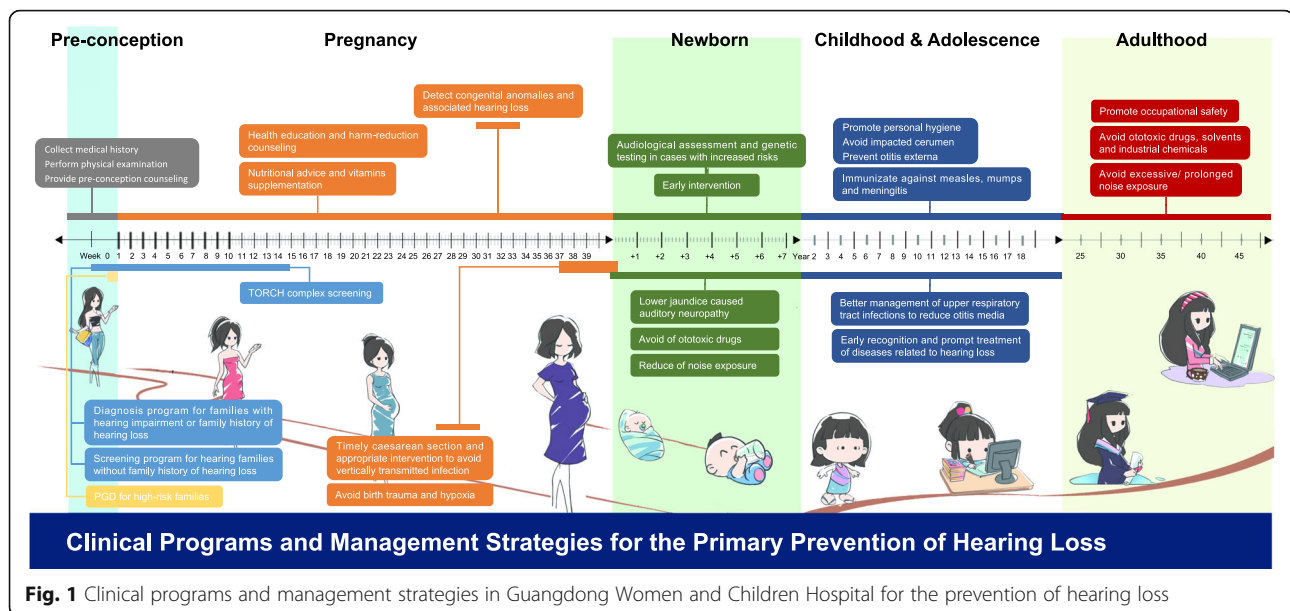 Pre-conception
Pregnancy
Newborn
Childhood & Adolescence
Adulthood
Collect medical history
Perform physical examination
Provide pre-conception counseling
Health education and harm-reduction
counseling
Nutritional advice and vitamins
supplementation
Detect congenital anomalies and
associated hearing loss
Audiological assessment and genetic
testing in cases with increased risks
Early intervention
Promote personal hygiene
Avoid impacted cerumen
Prevent otitis externa
Immunizate against measles, mumps
and meningitis
Promote occupational safety
Avoid ototoxic drugs, solvents
and industrial chemicals
Avoid excessive/ prolonged
noise exposure
Week 0 1 2 3 4 5 6 7 8 9 10 11 12 13 14 15 16 17 18 19 20 21 22 23 24 25 26 27 28 29 30 31 32 33 34 35 36 37 38 39 +1 +2 +3 +4 +5 +6 +7 Year 2 3 4 5 6 7 8 9 10 11 12 13 14 15 16 17 18 25 30 35 40 45
TORCH complex screening
Diagnosis program for families with
hearing impairment or family history of
hearing loss
Screening program for hearing families
without family history of hearing loss
PGD for high-risk families
Timely caesarean section and
appropriate intervention to avoid
vertically transmitted infection
Avoid birth trauma and hypoxia
Lower jaundice caused
auditory neuropathy
Avoid of ototoxic drugs
Reduce of noise exposure
Better management of upper respiratory
tract infections to reduce otitis media
Early recognition and prompt treatment
of diseases related to hearing loss
Clinical Programs and Management Strategies for the Primary Prevention of Hearing Loss
Fig. 1 Clinical programs and management strategies in Guangdong Women and Children Hospital for the prevention of hearing loss